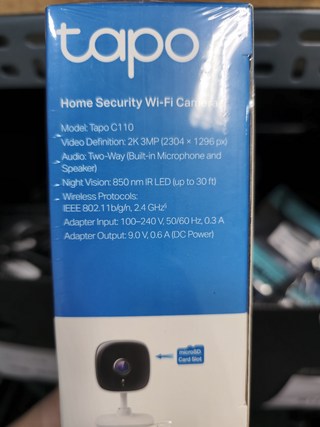 tapo
Home Security Wi-Fi Camera
Model: Tapo C110
Video Definition: 2K 3MP (2304 × 1296 px)
Audio: Two-Way (Built-in Microphone and
Speaker)
Night Vision: 850 nm IR LED (up to 30 ft)
Wireless Protocols:
IEEE 802.11b/g/n, 2.4 GHz
Adapter Input: 100–240 V, 50/60 Hz, 0.3 A
Adapter Output: 9.0 V, 0.6 A (DC Power)
microSD
Card Slot